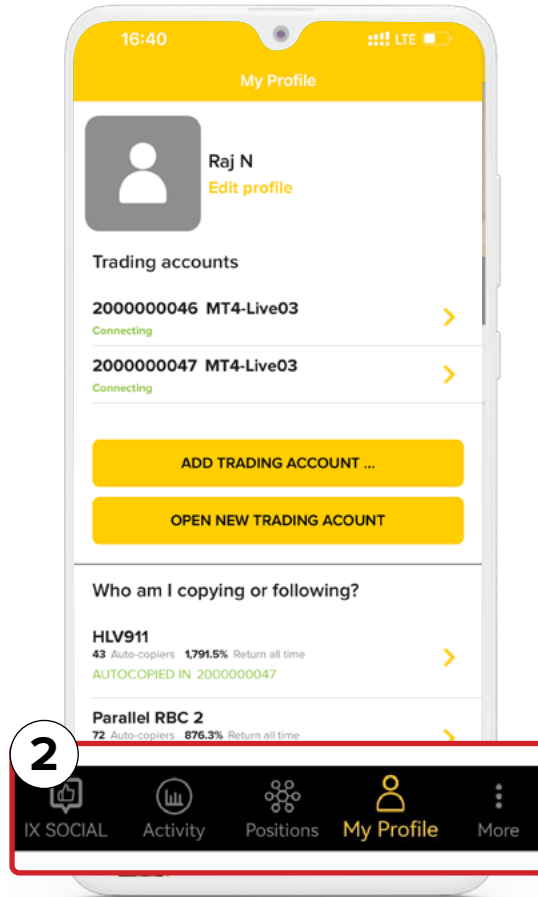 16:40 LTE
My Profile
Raj N
Edit profile
Trading accounts
2000000046 MT4-Live03
Connecting
2000000047 MT4-Live03
Connecting
ADD TRADING ACCOUNT ...
OPEN NEW TRADING ACOUNT
Who am I copying or following?
HLV911
43 Auto-copiers 1,791.5% Return all time
AUTOCOPIED IN 2000000047
Parallel RBC 2
72 Auto-copiers 876.3% Return all time
2
IX SOCIAL Activity Positions My Profile More